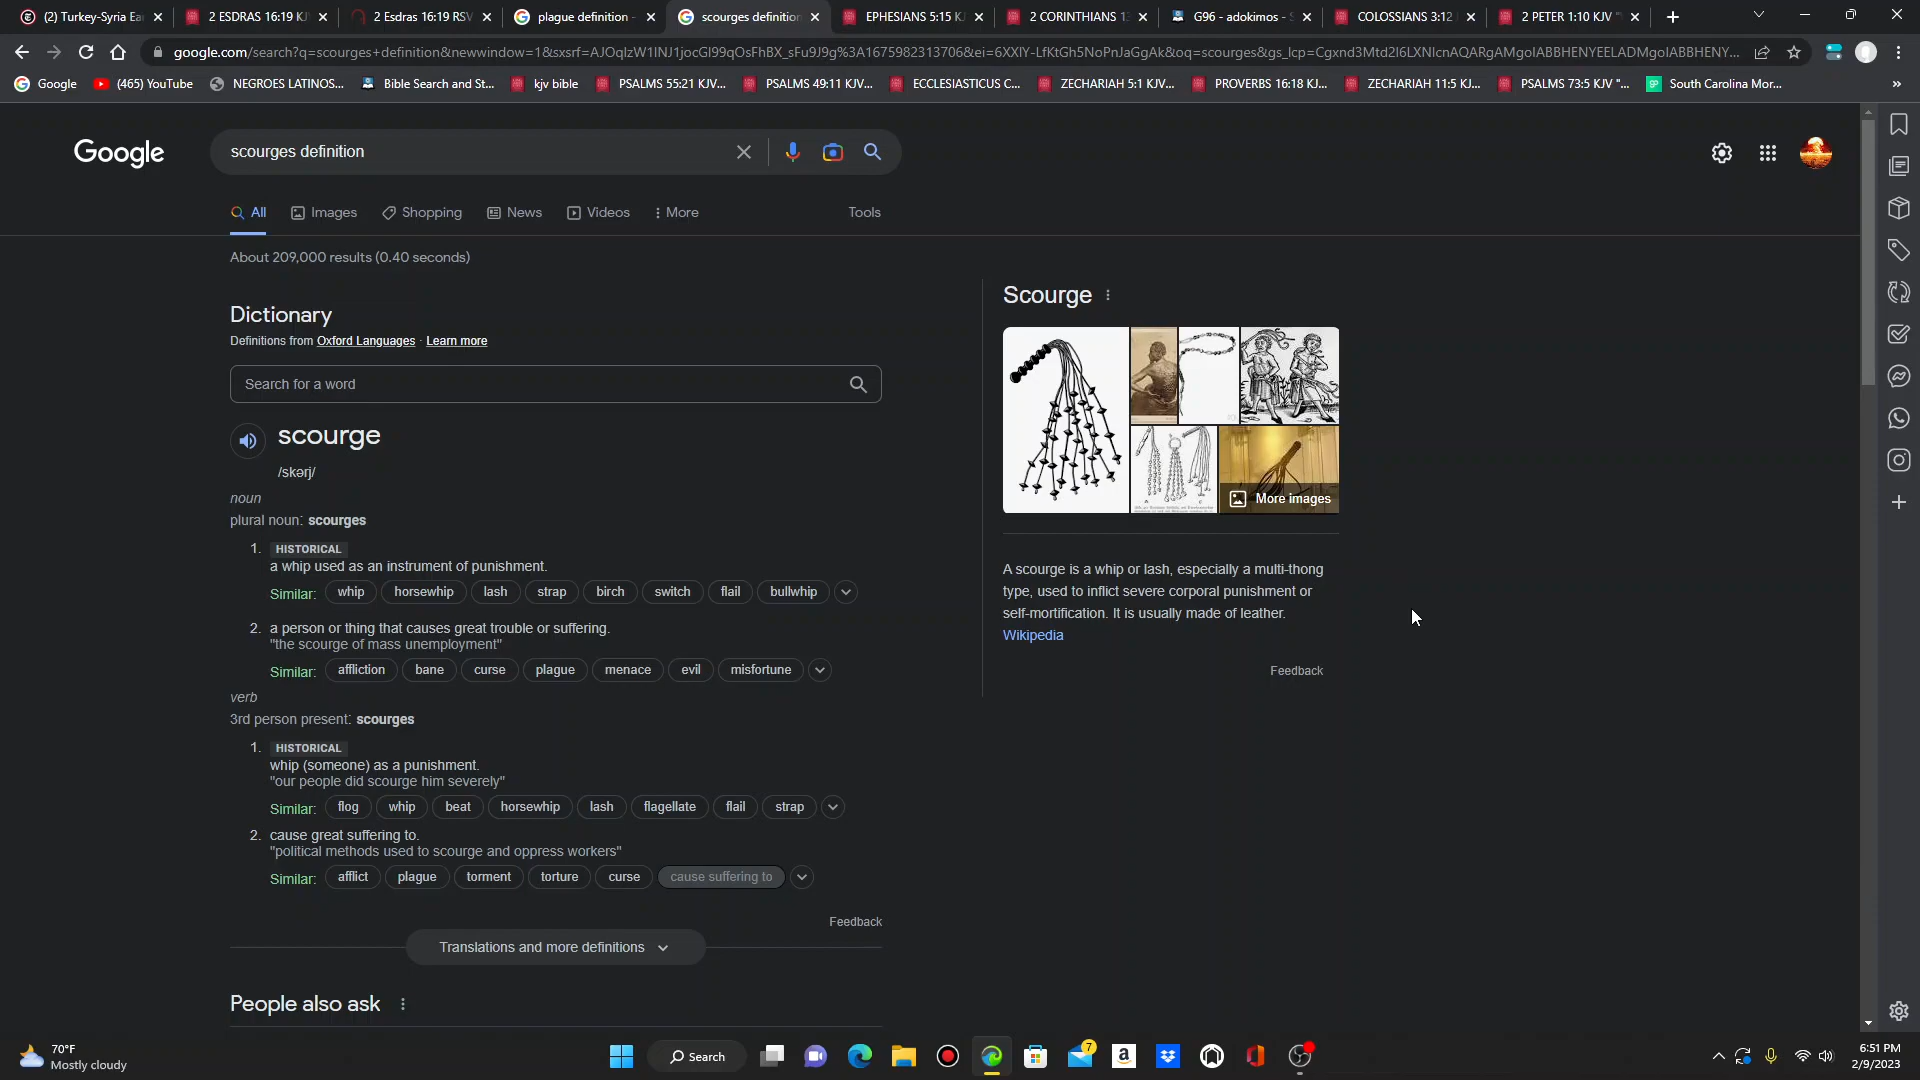 (2) Turkey-Syria Ea
2 ESDRAS 16:19 KJ
2 Esdras 16:19 RSV
plague definition -
scourges definition
EPHESIANS 5:15 KJ
2 CORINTHIANS 13
G96 - adokimos - S
COLOSSIANS 3:12
2 PETER 1:10 KJV
google.com/search?q=scourges+definition&newwindow=1&sxsrf=AJOqlzW1INJ1jocGl99qOsFhBX_sFu9J9g%3A1675982313706&ei=6XXlY-LfKtGh5NoPnJaGgAk&oq=scourges&gs_lcp=Cgxnd3Mtd2l6LXNlcnAQARgAMgoIABBHENYEELADMgoIABBHENY...
Google
(465) YouTube
NEGROES LATINOS...
Bible Search and St...
kjv bible
PSALMS 55:21 KJV...
PSALMS 49:11 KJV...
ECCLESIASTICUS C...
ZECHARIAH 5:1 KJV...
PROVERBS 16:18 KJ...
ZECHARIAH 11:5 KJ...
PSALMS 73:5 KJV "...
South Carolina Mor...
»
Google
scourges definition
All
Images
Shopping
News
Videos
More
Tools
About 209,000 results (0.40 seconds)
Dictionary
Definitions from Oxford Languages · Learn more
Search for a word
scourge
/skərj/
noun
plural noun: scourges
1. HISTORICAL
a whip used as an instrument of punishment.
Similar: whip horsewhip lash strap birch switch flail bullwhip
2. a person or thing that causes great trouble or suffering.
"the scourge of mass unemployment"
Similar: affliction bane curse plague menace evil misfortune
verb
3rd person present: scourges
1. HISTORICAL
whip (someone) as a punishment.
"our people did scourge him severely"
Similar: flog whip beat horsewhip lash flagellate flail strap
2. cause great suffering to.
"political methods used to scourge and oppress workers"
Similar: afflict plague torment torture curse cause suffering to
Feedback
Translations and more definitions
People also ask
Scourge
More images
A scourge is a whip or lash, especially a multi-thong
type, used to inflict severe corporal punishment or
self-mortification. It is usually made of leather.
Wikipedia
Feedback
70°F
Mostly cloudy
Search
7
a
6:51 PM
2/9/2023